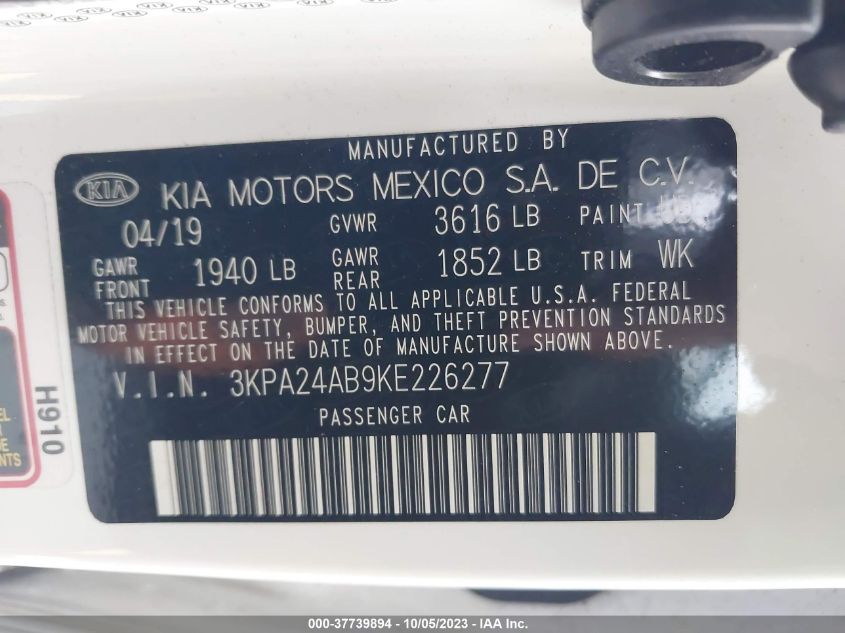 MANUFACTURED BY
KIA KIA MOTORS MEXICO S.A. DE C.V.
04/19 GVWR 3616 LB PAINT
GAWR FRONT 1940 LB GAWR REAR 1852 LB TRIM WK
THIS VEHICLE CONFORMS TO ALL APPLICABLE U.S.A. FEDERAL
MOTOR VEHICLE SAFETY, BUMPER, AND THEFT PREVENTION STANDARDS
IN EFFECT ON THE DATE OF MANUFACTURE SHOWN ABOVE.
V.I.N. 3KPA24AB9KE226277
PASSENGER CAR
H910
000-37739894 - 10/05/2023 - IAA Inc.